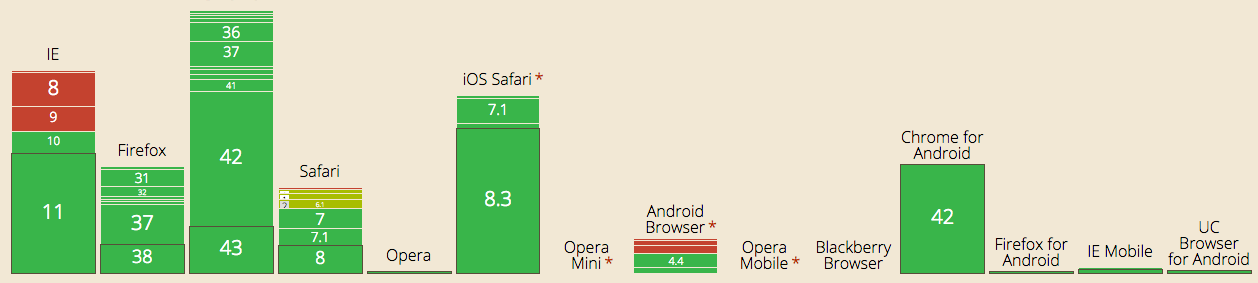 IE
8
9
10
11
Firefox
31
32
37
38
36
37
41
42
43
Safari
6.1
7
7.1
8
Opera
iOS Safari *
7.1
8.3
Opera
Mini *
Android
Browser *
4.4
Opera
Mobile *
Blackberry
Browser
Chrome for
Android
42
Firefox for
Android
IE Mobile
UC
Browser
for Android